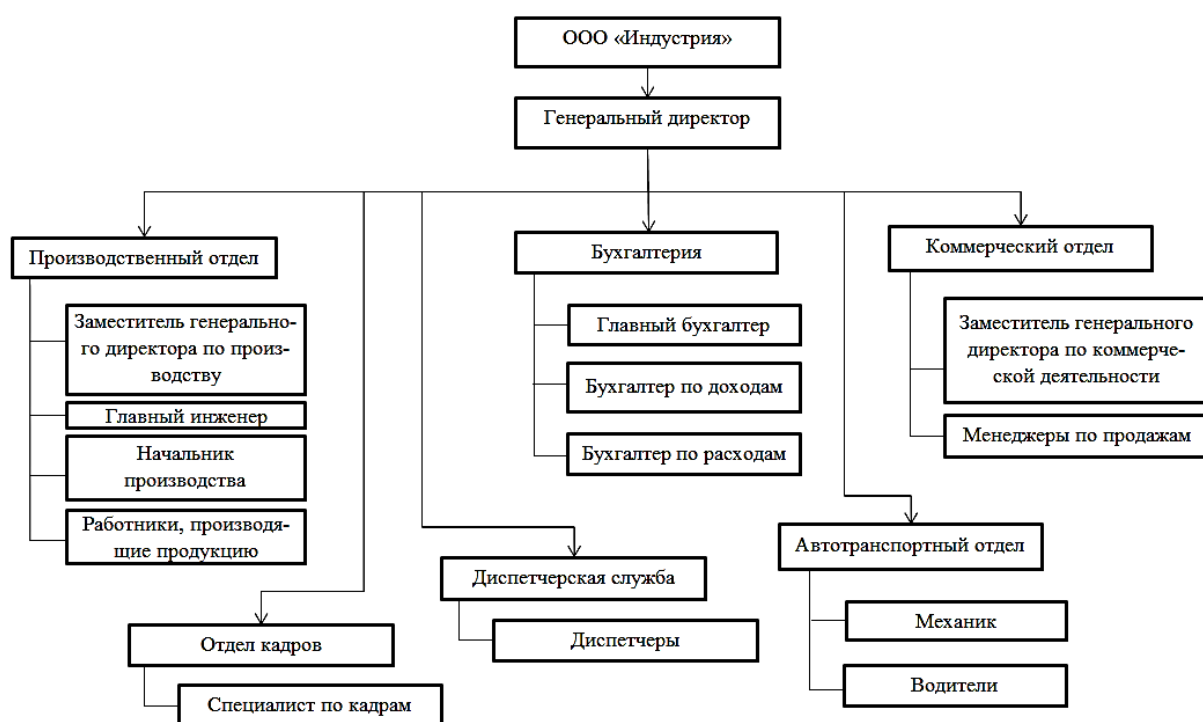 ООО «Индустрия»
Генеральный директор
Производственный отдел
Заместитель генерально-
го директора по произ-
водству
Главный инженер
Начальник
производства
Работники, производя-
щие продукцию
Отдел кадров
Специалист по кадрам
Диспетчерская служба
Диспетчеры
Бухгалтерия
Главный бухгалтер
Бухгалтер по доходам
Бухгалтер по расходам
Автотранспортный отдел
Механик
Водители
Коммерческий отдел
Заместитель генерального
директора по коммерче-
ской деятельности
Менеджеры по продажам